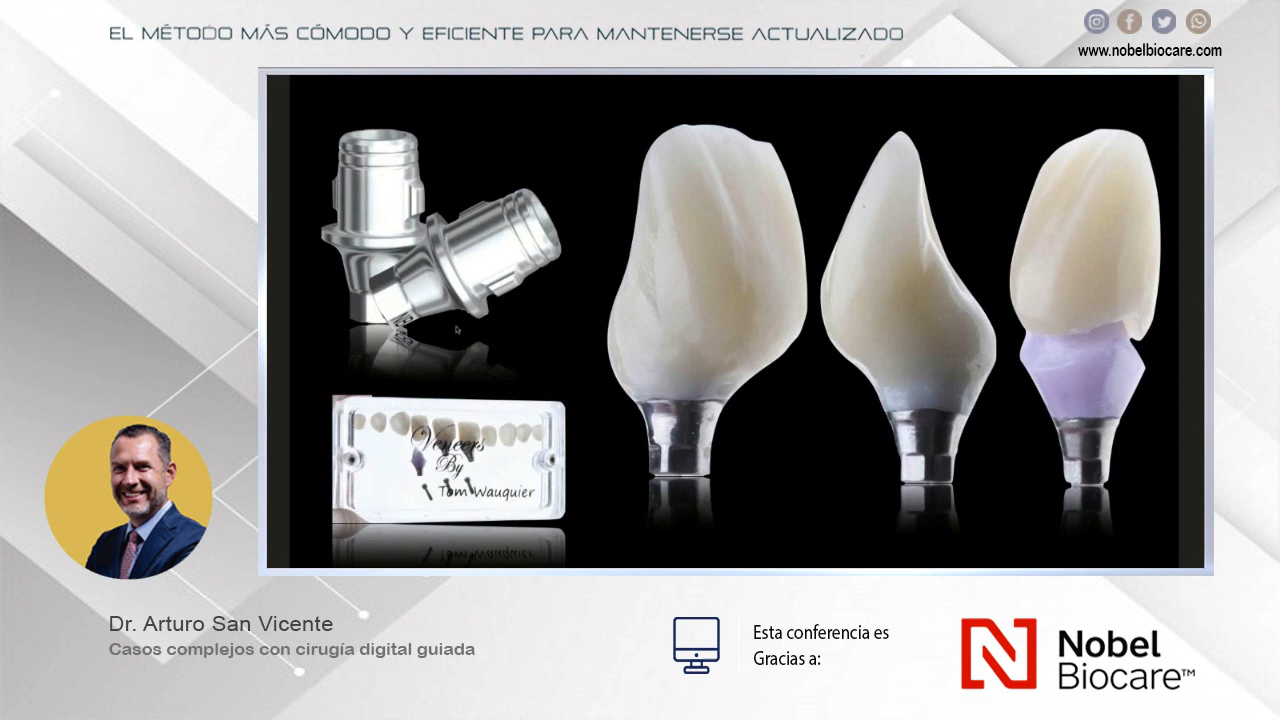 EL MÉTODO MÁS CÓMODO Y EFICIENTE PARA MANTENERSE ACTUALIZADO
www.nobelbiocare.com
Veneers
By
Tom Wauquier
Dr. Arturo San Vicente
Casos complejos con cirugía digital guiada
Esta conferencia es
Gracias a:
Nobel
Biocare™